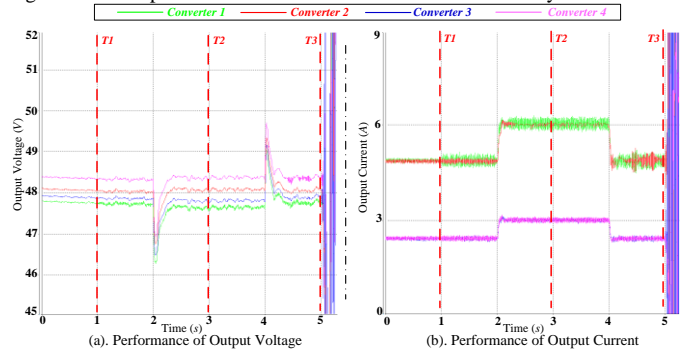 Converter 1 Converter 2 Converter 3 Converter 4
52 T1 T2 T3
51
50
49
48
47
46
45
Output Voltage (V)
0 1 2 3 4 5
Time (s)
(a). Performance of Output Voltage
9 T1 T2 T3
6
3
0
Output Current (A)
0 1 2 3 4 5
Time (s)
(b). Performance of Output Current